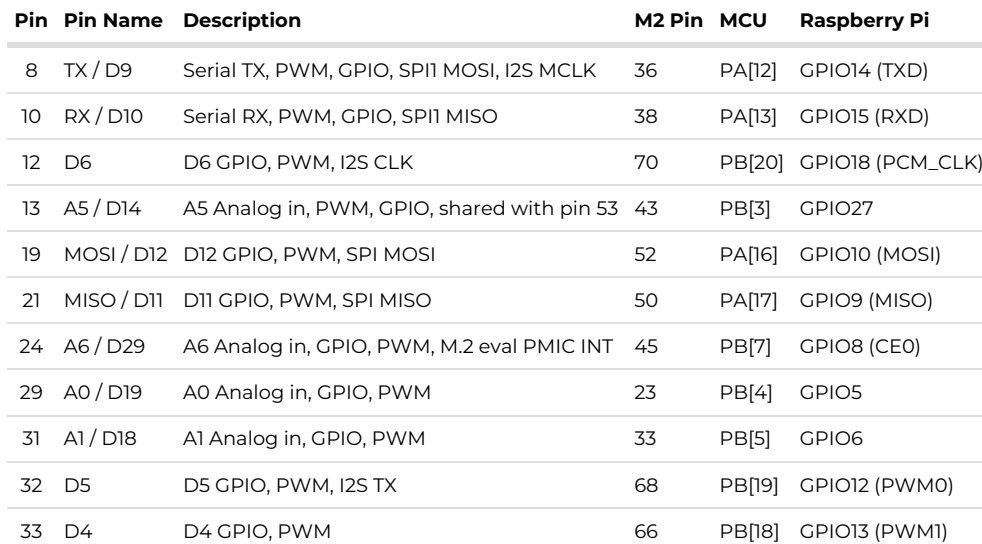 Pin Pin Name Description M2 Pin MCU Raspberry Pi
8 TX / D9 Serial TX, PWM, GPIO, SPI1 MOSI, I2S MCLK 36 PA[12] GPIO14 (TXD)
10 RX / D10 Serial RX, PWM, GPIO, SPI1 MISO 38 PA[13] GPIO15 (RXD)
12 D6 D6 GPIO, PWM, I2S CLK 70 PB[20] GPIO18 (PCM_CLK)
13 A5 / D14 A5 Analog in, PWM, GPIO, shared with pin 53 43 PB[3] GPIO27
19 MOSI / D12 D12 GPIO, PWM, SPI MOSI 52 PA[16] GPIO10 (MOSI)
21 MISO / D11 D11 GPIO, PWM, SPI MISO 50 PA[17] GPIO9 (MISO)
24 A6 / D29 A6 Analog in, GPIO, PWM, M.2 eval PMIC INT 45 PB[7] GPIO8 (CE0)
29 A0 / D19 A0 Analog in, GPIO, PWM 23 PB[4] GPIO5
31 A1 / D18 A1 Analog in, GPIO, PWM 33 PB[5] GPIO6
32 D5 D5 GPIO, PWM, I2S TX 68 PB[19] GPIO12 (PWM0)
33 D4 D4 GPIO, PWM 66 PB[18] GPIO13 (PWM1)